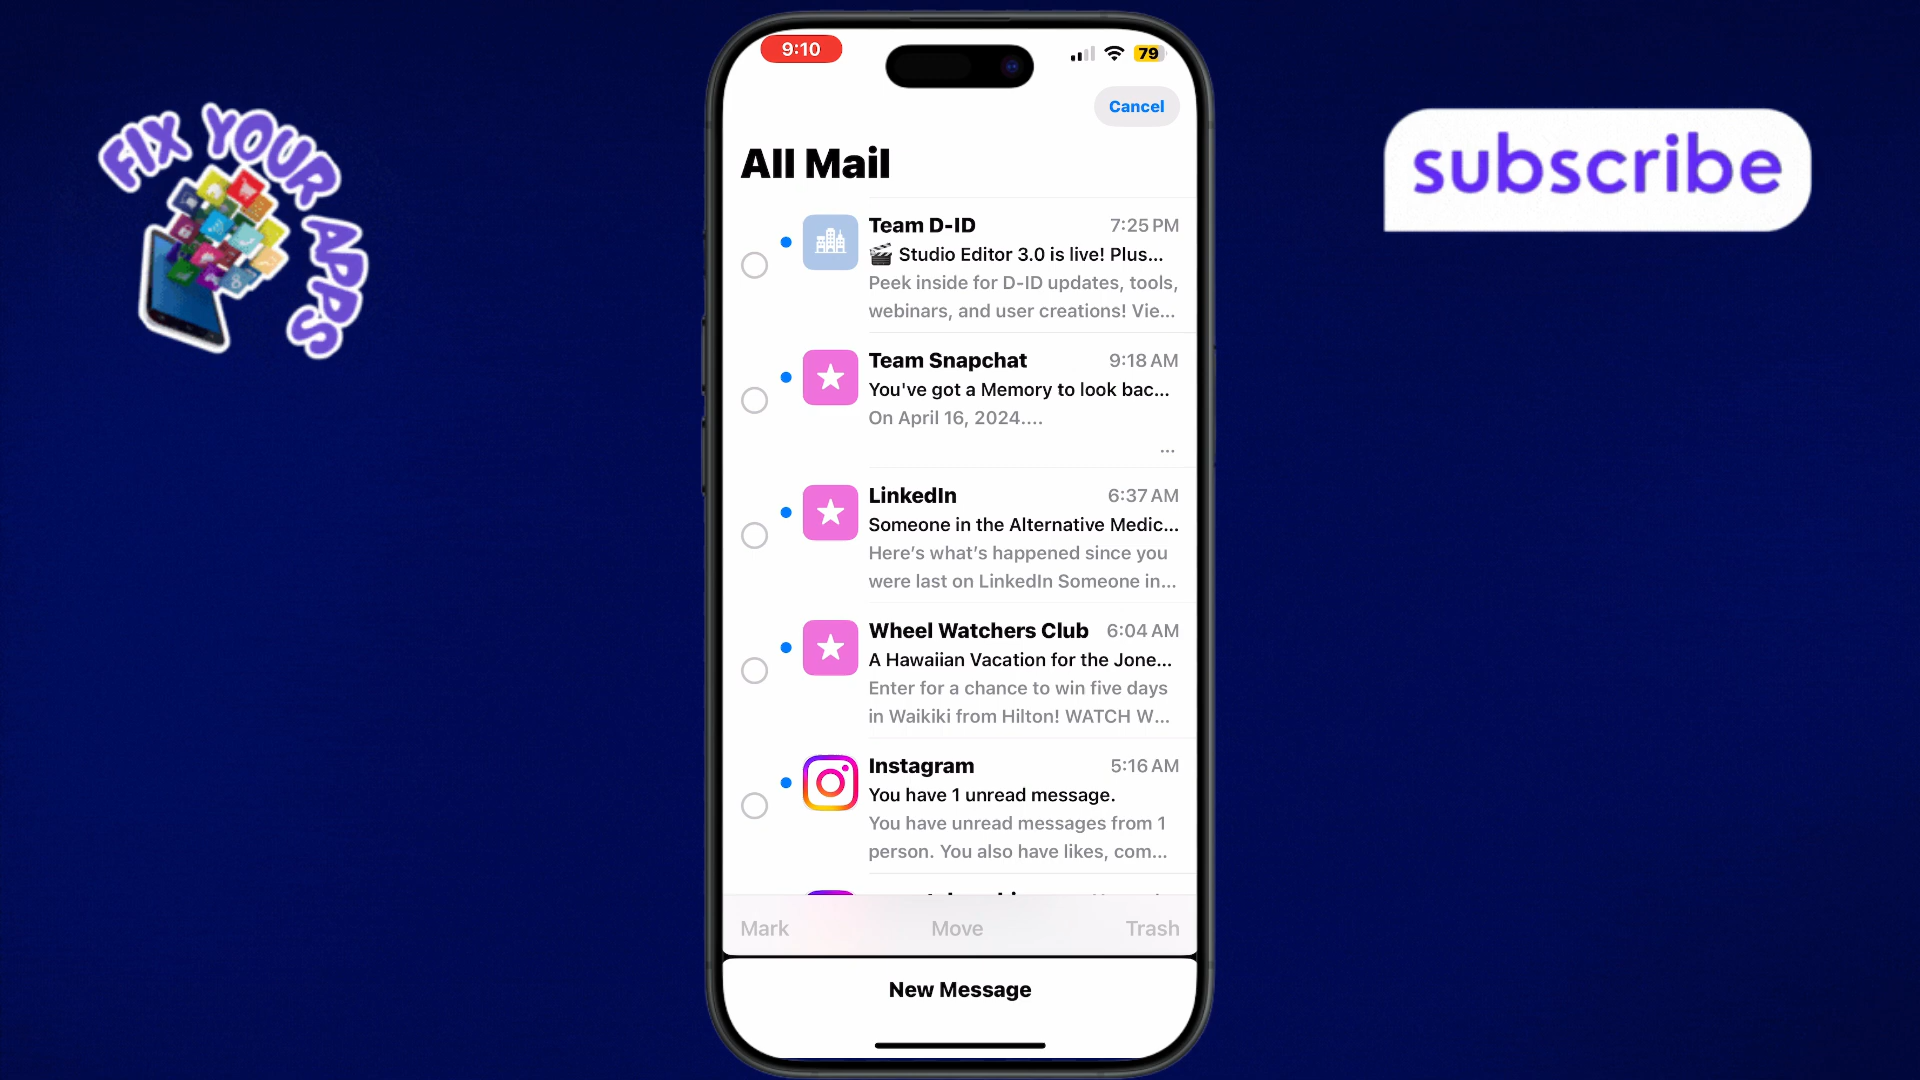 FIX YOUR APPS
subscribe
9:10
79
Cancel
All Mail
Team D-ID 7:25 PM
🎬 Studio Editor 3.0 is live! Plus...
Peek inside for D-ID updates, tools,
webinars, and user creations! Vie...
Team Snapchat 9:18 AM
You've got a Memory to look bac...
On April 16, 2024....
...
LinkedIn 6:37 AM
Someone in the Alternative Medic...
Here's what's happened since you
were last on LinkedIn Someone in...
Wheel Watchers Club 6:04 AM
A Hawaiian Vacation for the Jone...
Enter for a chance to win five days
in Waikiki from Hilton! WATCH W...
Instagram 5:16 AM
You have 1 unread message.
You have unread messages from 1
person. You also have likes, com...
Mark Move Trash
New Message